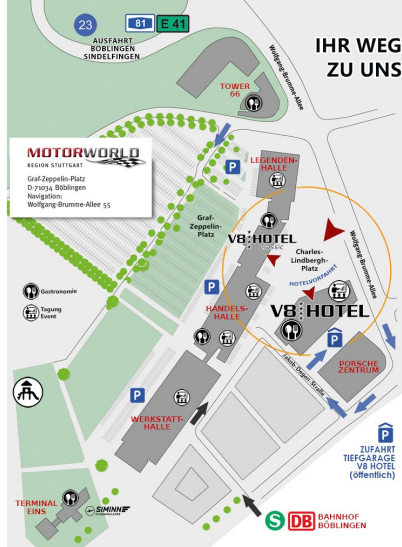 23
81
E 41
AUSFAHRT
BÖBLINGEN
SINDELFINGEN
IHR WEG
ZU UNS
TOWER
66
Wolfgang-Brumme-Allee
MOTORWORLD
REGION STUTTGART
Graf-Zeppelin-Platz
D-71034 Böblingen
Navigation:
Wolfgang-Brumme-Allee 55
P
LEGENDEN-
HALLE
Graf-
Zeppelin-
Platz
V8 HOTEL
CLASSIC
Charles-
Lindbergh-
Platz
Wolfgang-Brumme-Allee
HOTELVORFAHRT
Gastronomie
Tagung
Event
P
HANDELS-
HALLE
V8 HOTEL
P
PORSCHE
ZENTRUM
Jakob-Degen-Straße
P
WERKSTATT-
HALLE
P
ZUFAHRT
TIEFGARAGE
V8 HOTEL
(öffentlich)
TERMINAL
EINS
SIMINN
S
DB
BAHNHOF
BÖBLINGEN